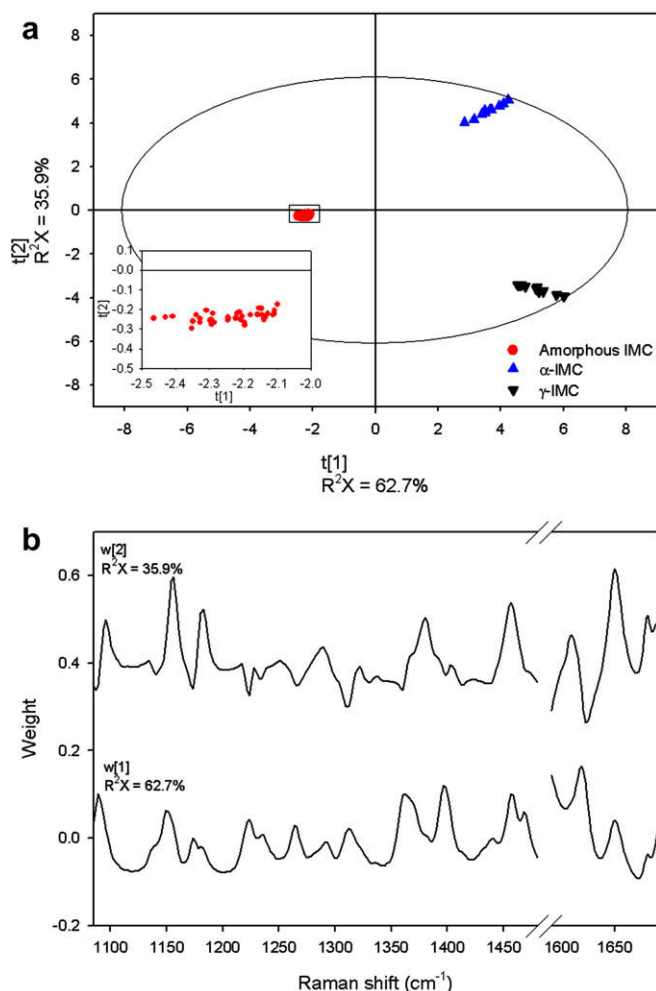 a
8
6
4
2
0
-2
-4
-6
-8
t[2]
R²X = 35.9%
0.1
-0.0
-0.1
-0.2
-0.3
-0.4
-0.5
t[2]
-2.5 -2.4 -2.3 -2.2 -2.1 -2.0
t[1]
Amorphous IMC
α-IMC
γ-IMC
-8 -6 -4 -2 0 2 4 6 8
t[1]
R²X = 62.7%
b
w[2]
R²X = 35.9%
0.6
0.4
0.2
0.0
-0.2
Weight
w[1]
R²X = 62.7%
1100 1150 1200 1250 1300 1350 1400 1450 1600 1650
Raman shift (cm⁻¹)